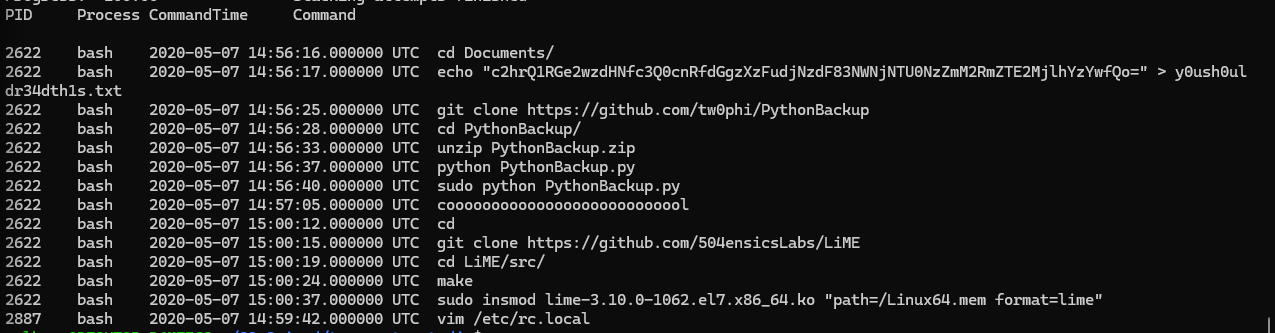 PID     Process CommandTime     Command
2622    bash    2020-05-07 14:56:16.000000 UTC  cd Documents/
2622    bash    2020-05-07 14:56:17.000000 UTC  echo "c2hrQ1RGe2wzdHNfc3Q0cnRfdGgzXzFudjNzdF83NWNjNTU0NzZmM2RmZTE2MjlhYzYwfQo=" > y0ush0ul
dr34dth1s.txt
2622    bash    2020-05-07 14:56:25.000000 UTC  git clone https://github.com/tw0phi/PythonBackup
2622    bash    2020-05-07 14:56:28.000000 UTC  cd PythonBackup/
2622    bash    2020-05-07 14:56:33.000000 UTC  unzip PythonBackup.zip
2622    bash    2020-05-07 14:56:37.000000 UTC  python PythonBackup.py
2622    bash    2020-05-07 14:56:40.000000 UTC  sudo python PythonBackup.py
2622    bash    2020-05-07 14:57:05.000000 UTC  cooooooooooooooooooooooooool
2622    bash    2020-05-07 15:00:12.000000 UTC  cd
2622    bash    2020-05-07 15:00:15.000000 UTC  git clone https://github.com/504ensicsLabs/LiME
2622    bash    2020-05-07 15:00:19.000000 UTC  cd LiME/src/
2622    bash    2020-05-07 15:00:24.000000 UTC  make
2622    bash    2020-05-07 15:00:37.000000 UTC  sudo insmod lime-3.10.0-1062.el7.x86_64.ko "path=/Linux64.mem format=lime"
2887    bash    2020-05-07 14:59:42.000000 UTC  vim /etc/rc.local